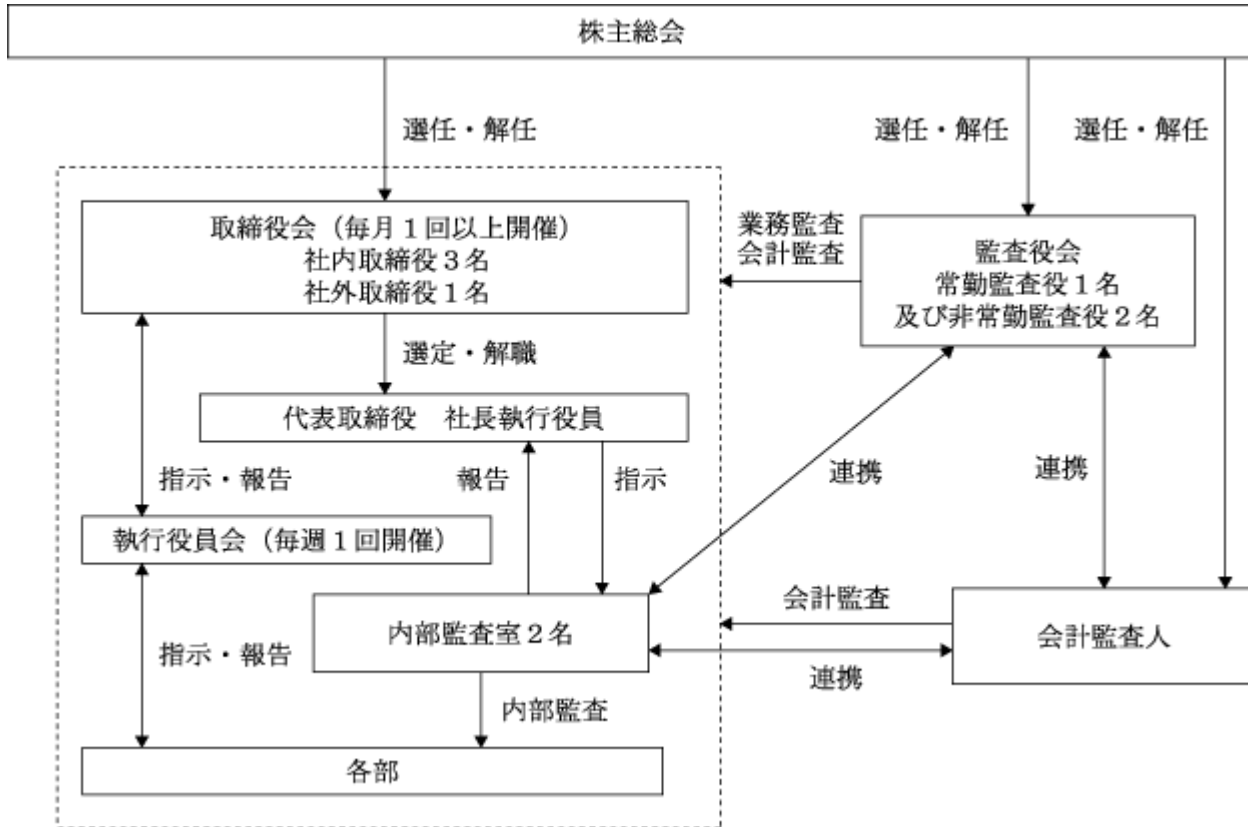 株主総会
選任・解任
選任・解任
選任・解任
取締役会（毎月１回以上開催）
社内取締役３名
社外取締役１名
業務監査
会計監査
監査役会
常勤監査役１名
及び非常勤監査役２名
選定・解職
代表取締役　社長執行役員
指示・報告
報告
指示
連携
連携
執行役員会（毎週１回開催）
会計監査
内部監査室２名
会計監査人
指示・報告
連携
内部監査
各部